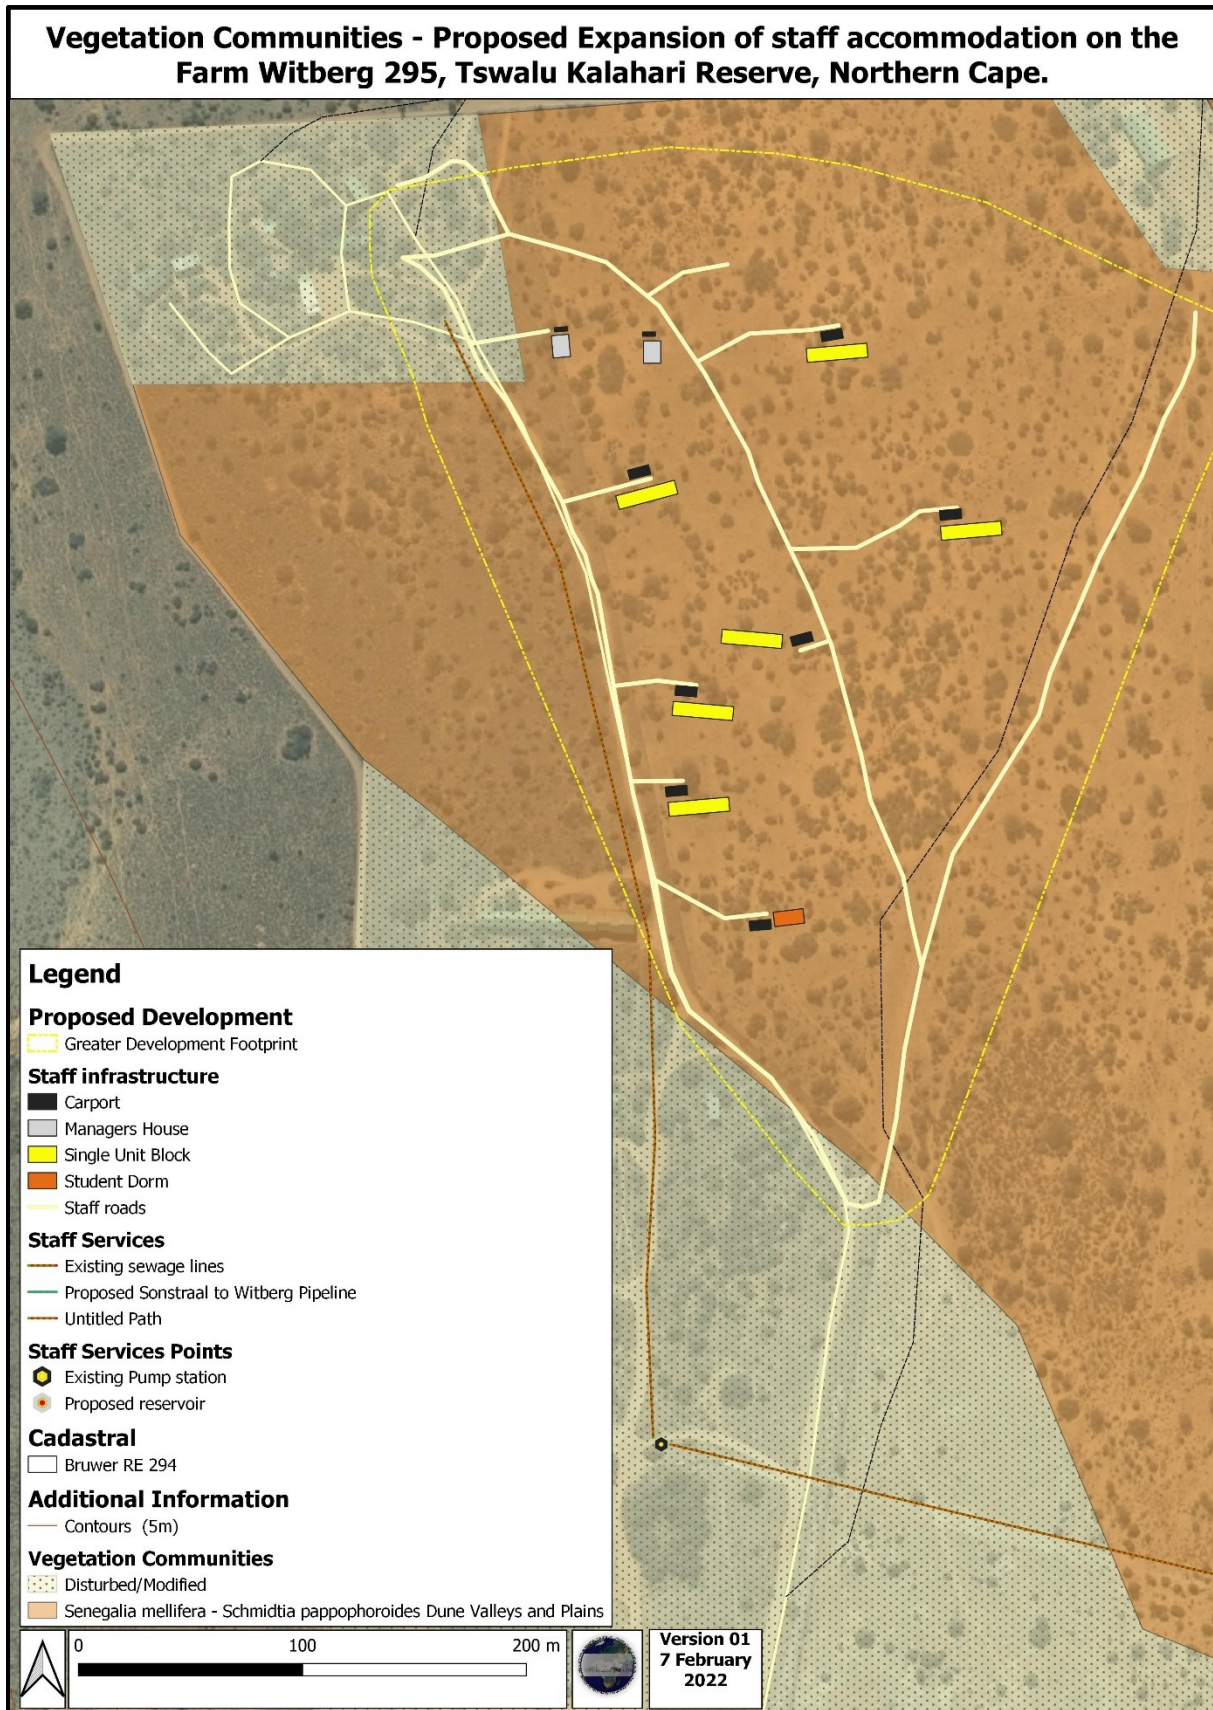 Vegetation Communities - Proposed Expansion of staff accommodation on the
Farm Witberg 295, Tswalu Kalahari Reserve, Northern Cape.
Legend
Proposed Development
Greater Development Footprint
Staff infrastructure
Carport
Managers House
Single Unit Block
Student Dorm
Staff roads
Staff Services
Existing sewage lines
Proposed Sonstraal to Witberg Pipeline
Untitled Path
Staff Services Points
Existing Pump station
Proposed reservoir
Cadastral
Bruwer RE 294
Additional Information
Contours (5m)
Vegetation Communities
Disturbed/Modified
Senegalia mellifera - Schmidtia pappophoroides Dune Valleys and Plains
0 100 200 m
Version 01
7 February
2022